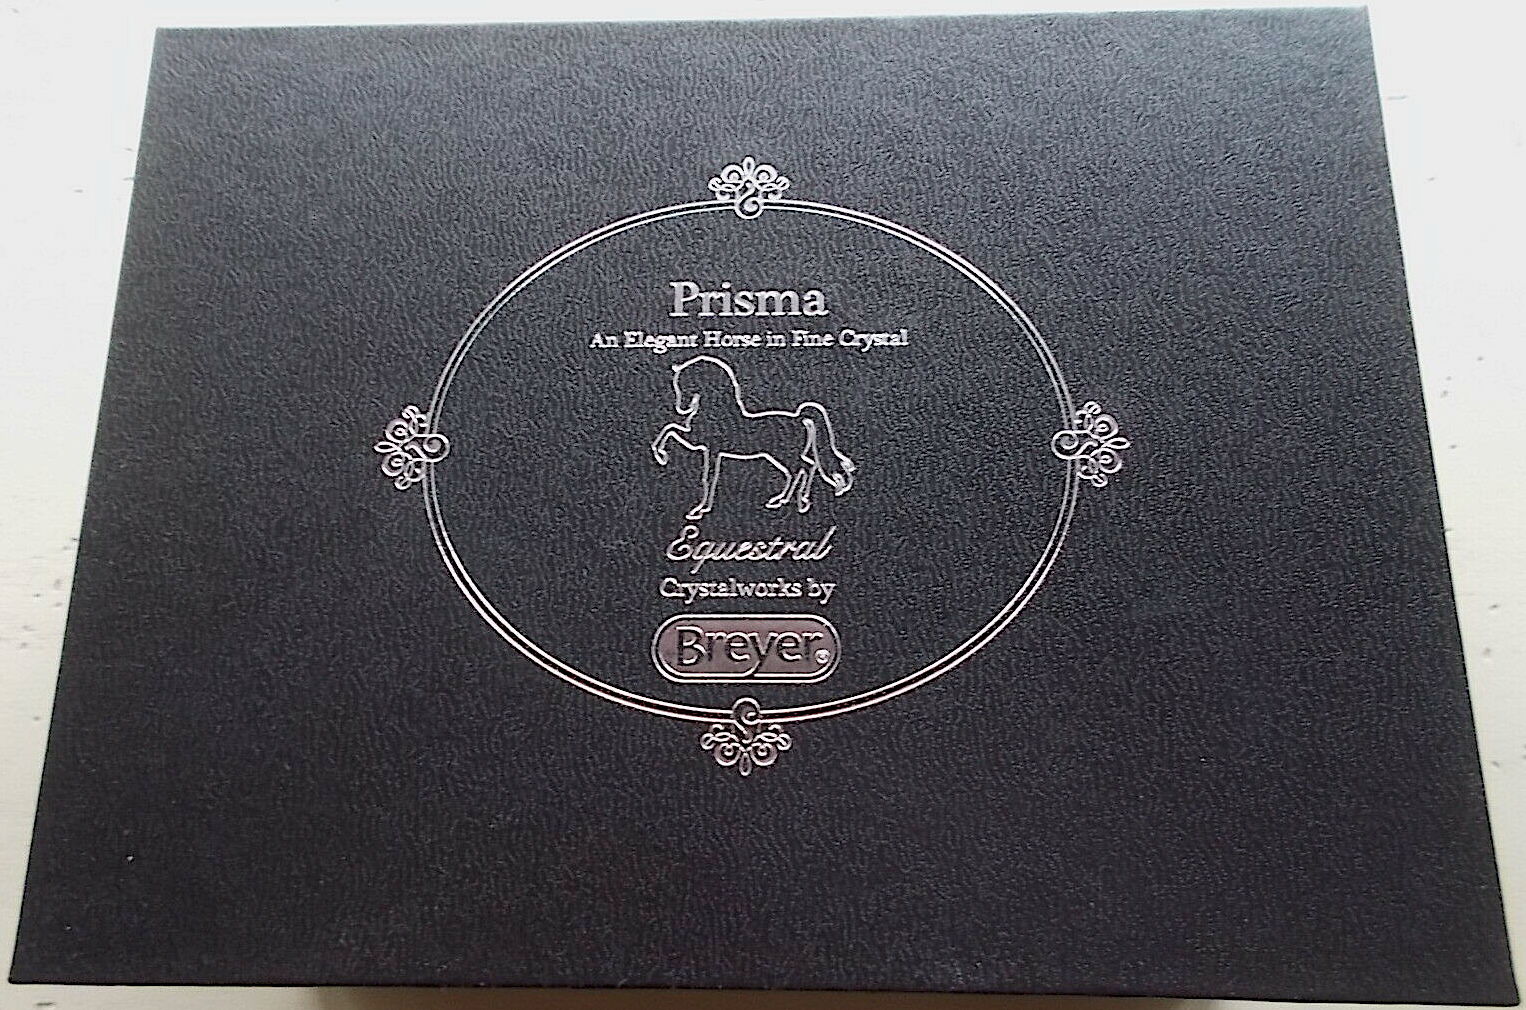 Prisma
An Elegant Horse in Fine Crystal
Equestral
Crystalworks by
Breyer®